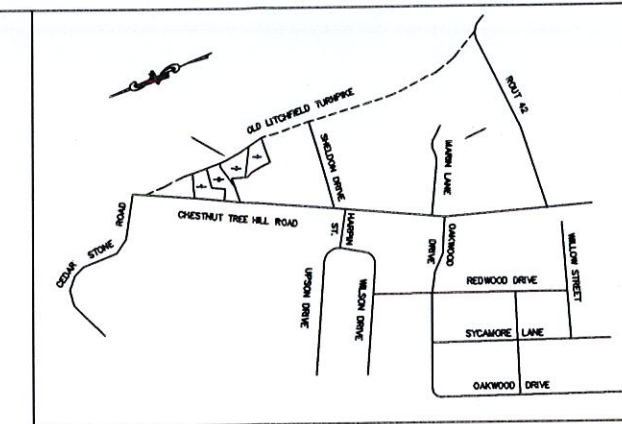 OLD LITCHFIELD TURNPIKE
ROUT 42
SHELDON DRIVE
MARIN LANE
CEDAR STONE ROAD
CHESTNUT TREE HILL ROAD
HARPIN ST.
OAKWOOD DRIVE
WILLOW STREET
UPSON DRIVE
WILSON DRIVE
REDWOOD DRIVE
SYCAMORE LANE
OAKWOOD DRIVE